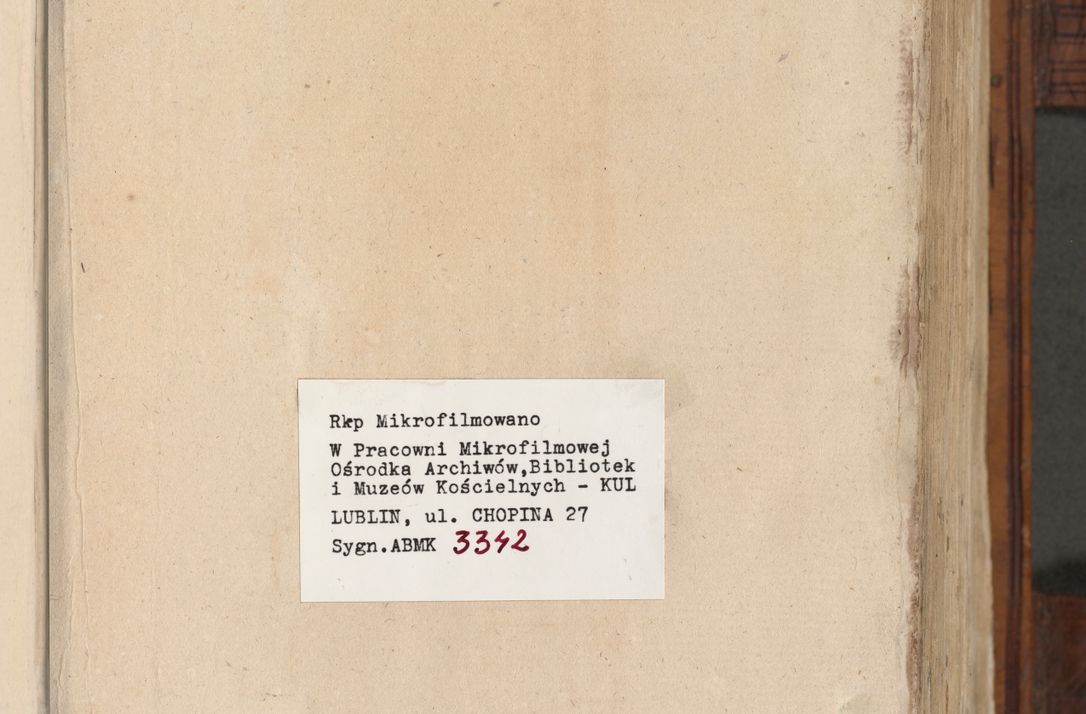 Rkp Mikrofilmowano
W Pracowni Mikrofilmowej
Ośrodka Archiwów,Bibliotek
i Muzeów Kościelnych - KUL
LUBLIN, ul. CHOPINA 27
Sygn.ABMK 3342